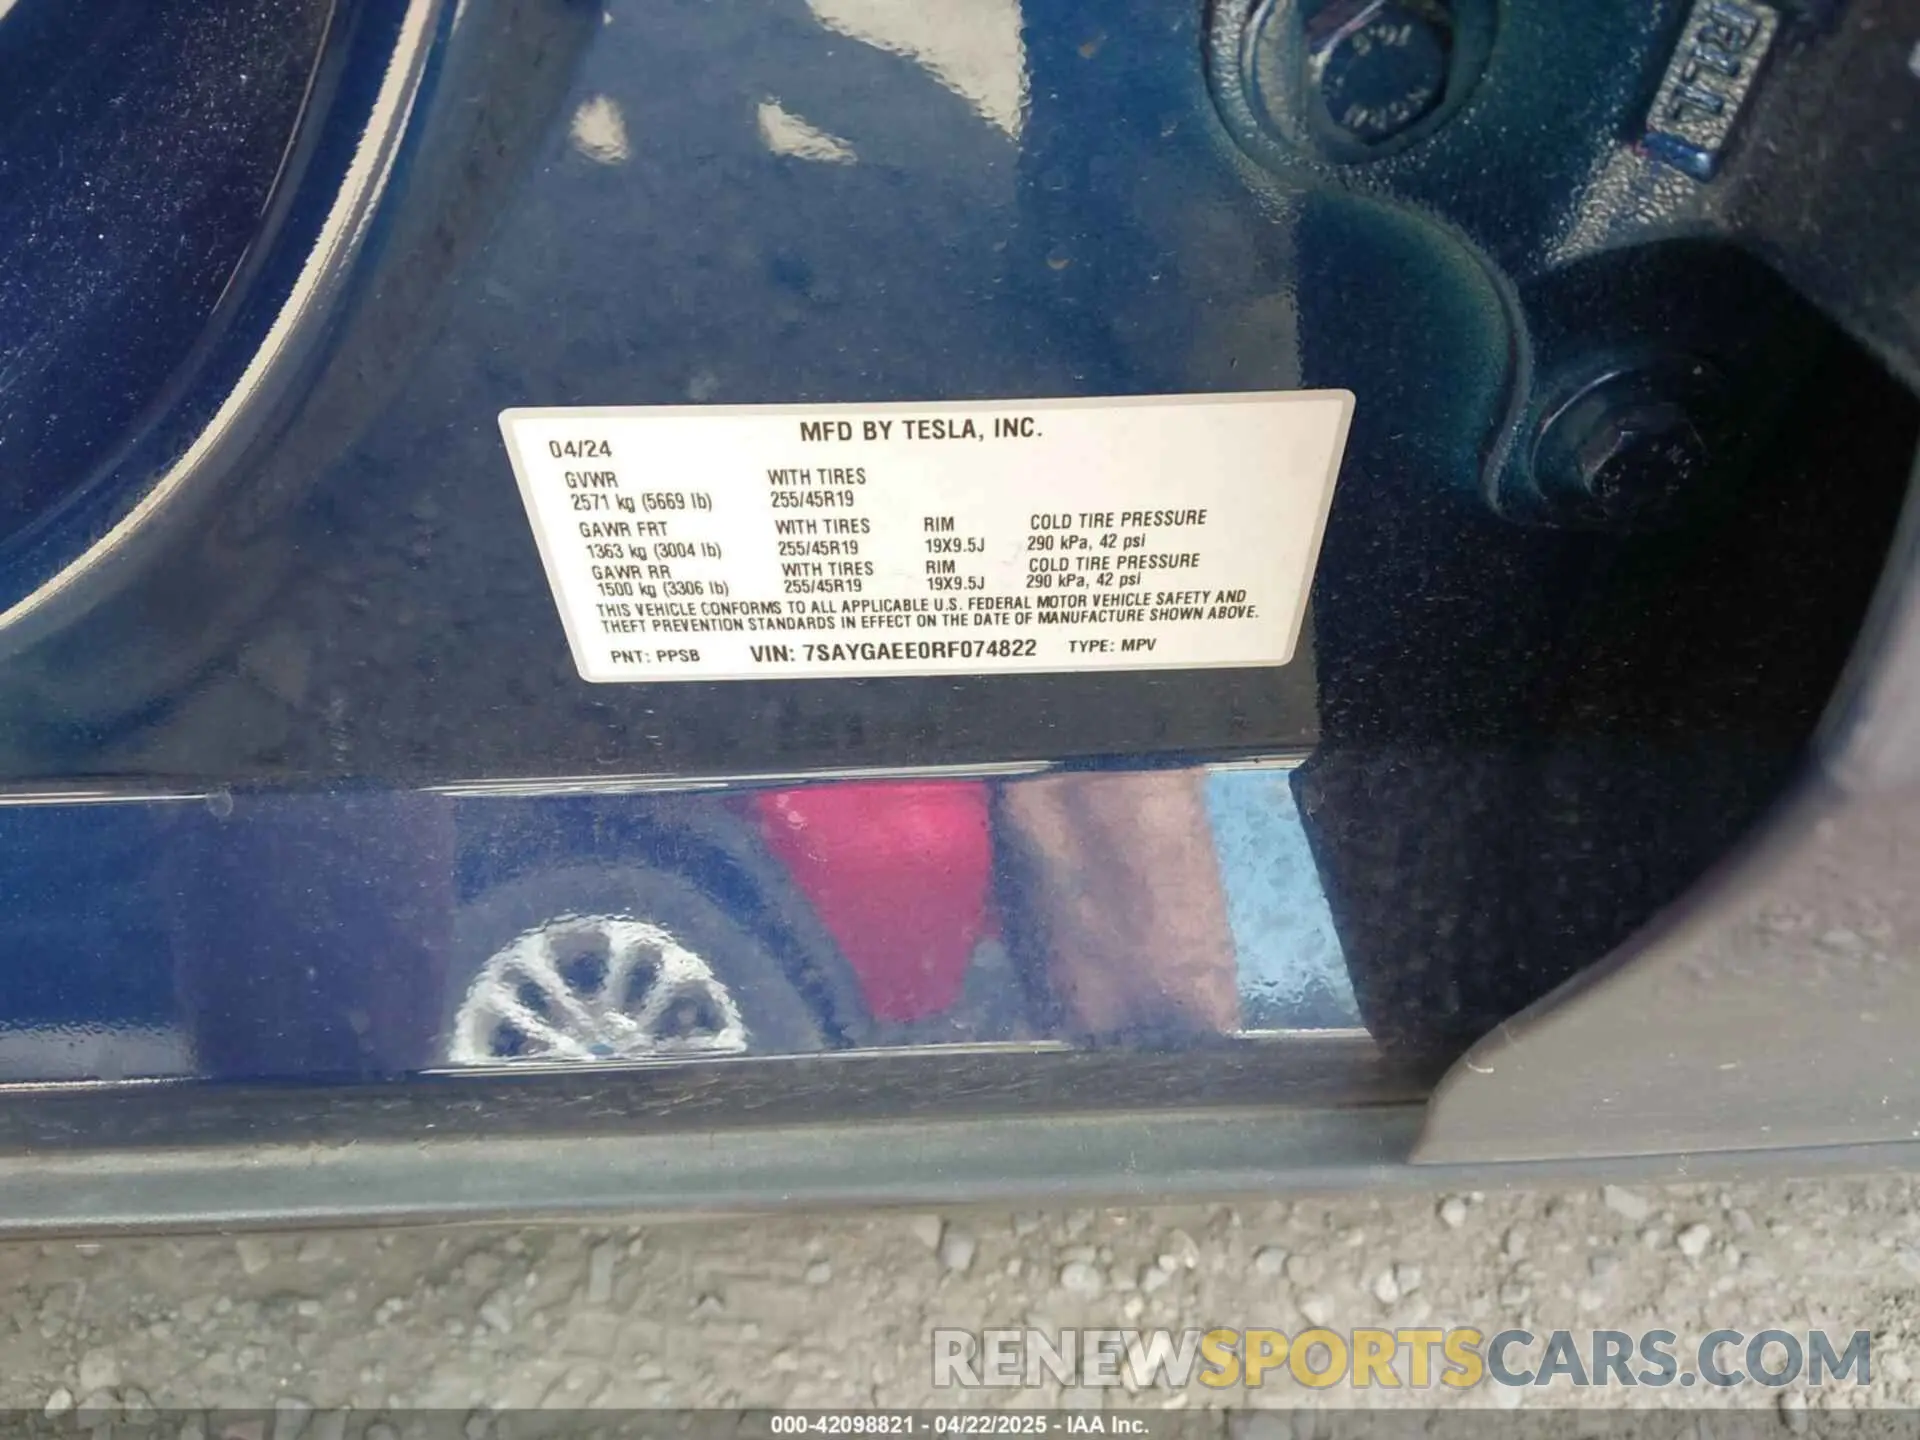 RLL
MFD BY TESLA, INC.
04/24
GVWR WITH TIRES
2571 kg (5669 lb) 255/45R19
GAWR FRT WITH TIRES RIM COLD TIRE PRESSURE
1363 kg (3004 lb) 255/45R19 19X9.5J 290 kPa, 42 psi
GAWR RR WITH TIRES RIM COLD TIRE PRESSURE
1500 kg (3306 lb) 255/45R19 19X9.5J 290 kPa, 42 psi
THIS VEHICLE CONFORMS TO ALL APPLICABLE U.S. FEDERAL MOTOR VEHICLE SAFETY AND
THEFT PREVENTION STANDARDS IN EFFECT ON THE DATE OF MANUFACTURE SHOWN ABOVE.
PNT: PPSB VIN: 7SAYGAEE0RF074822 TYPE: MPV
RENEWSPORTSCARS.COM
000-42098821 - 04/22/2025 - IAA Inc.